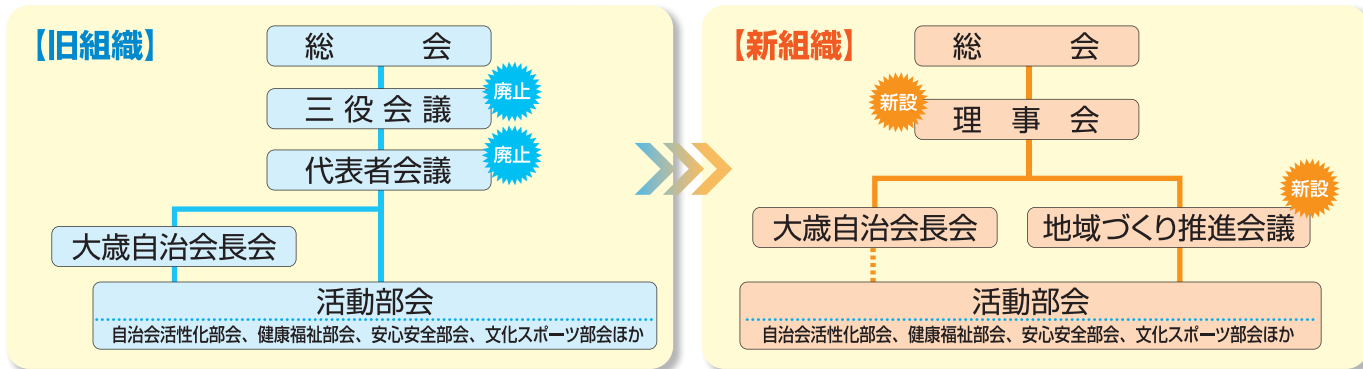 【旧組織】
総会
三役会議
廃止
代表者会議
廃止
大歳自治会長会
活動部会
自治会活性化部会、健康福祉部会、安心安全部会、文化スポーツ部会ほか
【新組織】
総会
新設
理事会
新設
大歳自治会長会
地域づくり推進会議
活動部会
自治会活性化部会、健康福祉部会、安心安全部会、文化スポーツ部会ほか